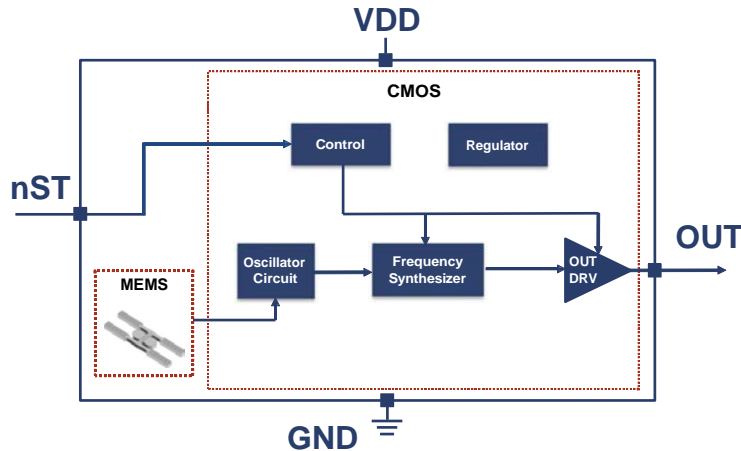 VDD
CMOS
Control
Regulator
nST
OUT
Oscillator
Circuit
Frequency
Synthesizer
OUT
DRV
MEMS
GND